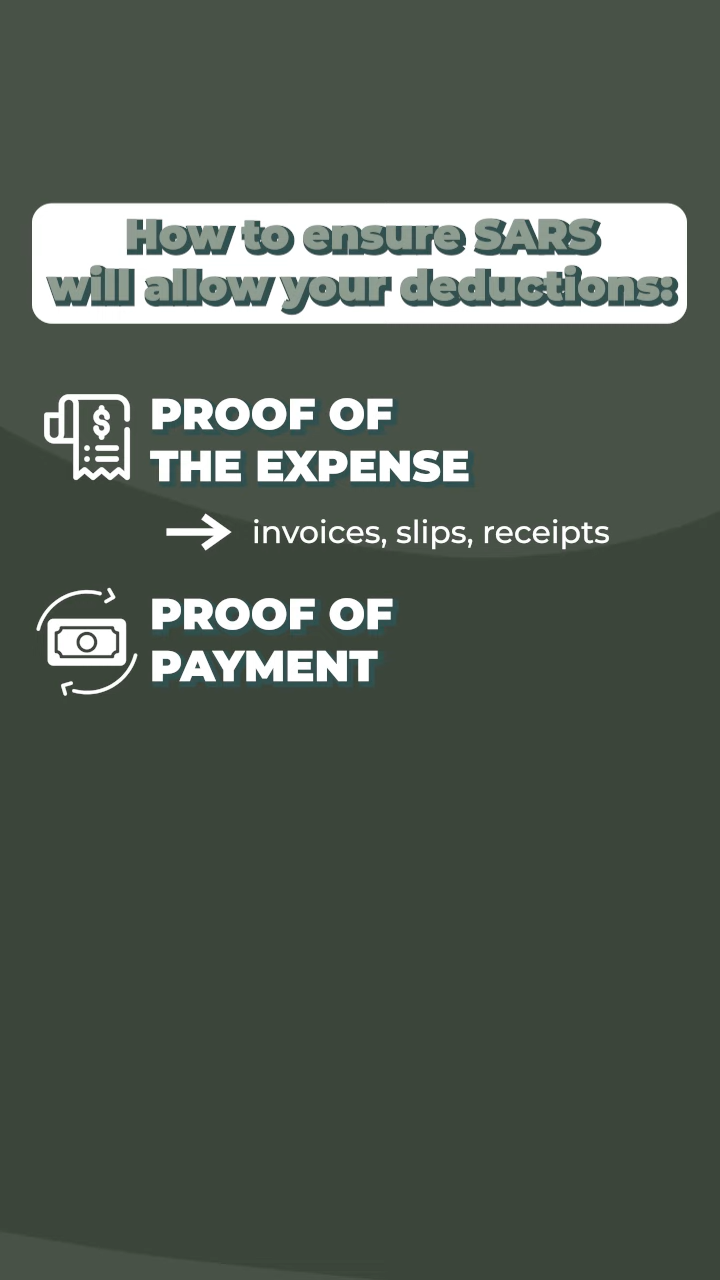 How to ensure SARS
will allow your deductions:
$
PROOF OF
THE EXPENSE
invoices, slips, receipts
PROOF OF
PAYMENT